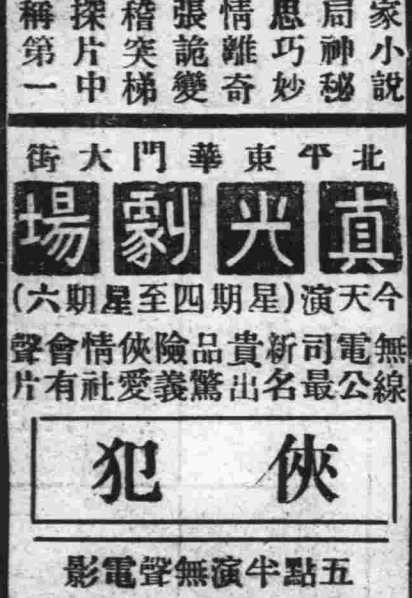 家小說
局神秘
思巧妙
情離奇
張詭變
稽突梯
探片中
稱第一
北平東華門大街
真光劇場
今天演(星期四至星期六)
無線電公司最新名貴出品驚險義俠愛情社會有聲片
俠犯
五點半演無聲電影